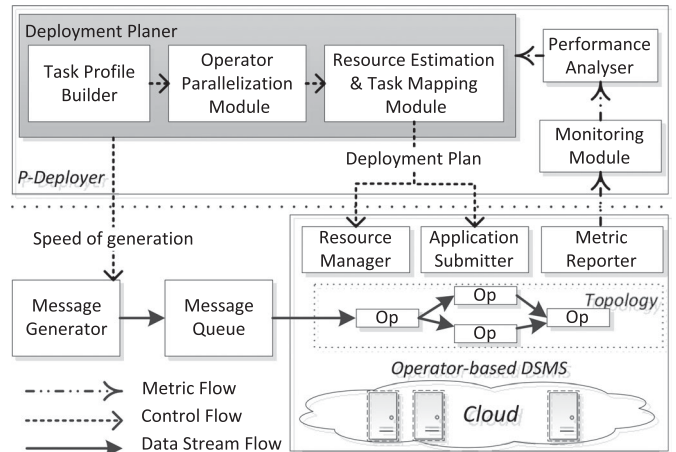 Deployment Planer
Task Profile
Builder
Operator
Parallelization
Module
Resource Estimation
& Task Mapping
Module
Performance
Analyser
Monitoring
Module
Deployment Plan
P-Deployer
Speed of generation
Resource
Manager
Application
Submitter
Metric
Reporter
Message
Generator
Message
Queue
Op
Op
Op
Op
Topology
Operator-based DSMS
Cloud
Metric Flow
Control Flow
Data Stream Flow